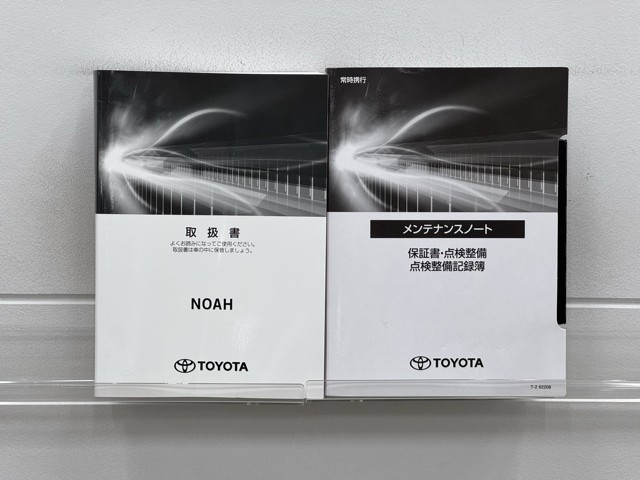 取扱書
よくお読みになってご使用ください。
取扱書は車の中に保管しましょう。
NOAH
TOYOTA
常時携行
メンテナンスノート
保証書・点検整備
点検整備記録簿
TOYOTA
T-2 62208